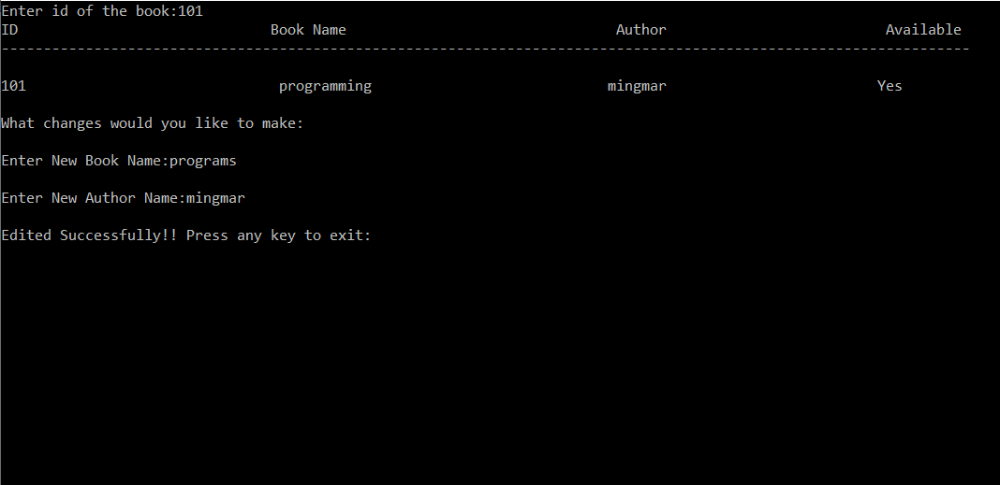 Enter id of the book:101
ID Book Name Author Available
-------------------------------------------------------------------------------------------------------------------
101 programming mingmar Yes
What changes would you like to make:
Enter New Book Name:programs
Enter New Author Name:mingmar
Edited Successfully!! Press any key to exit: